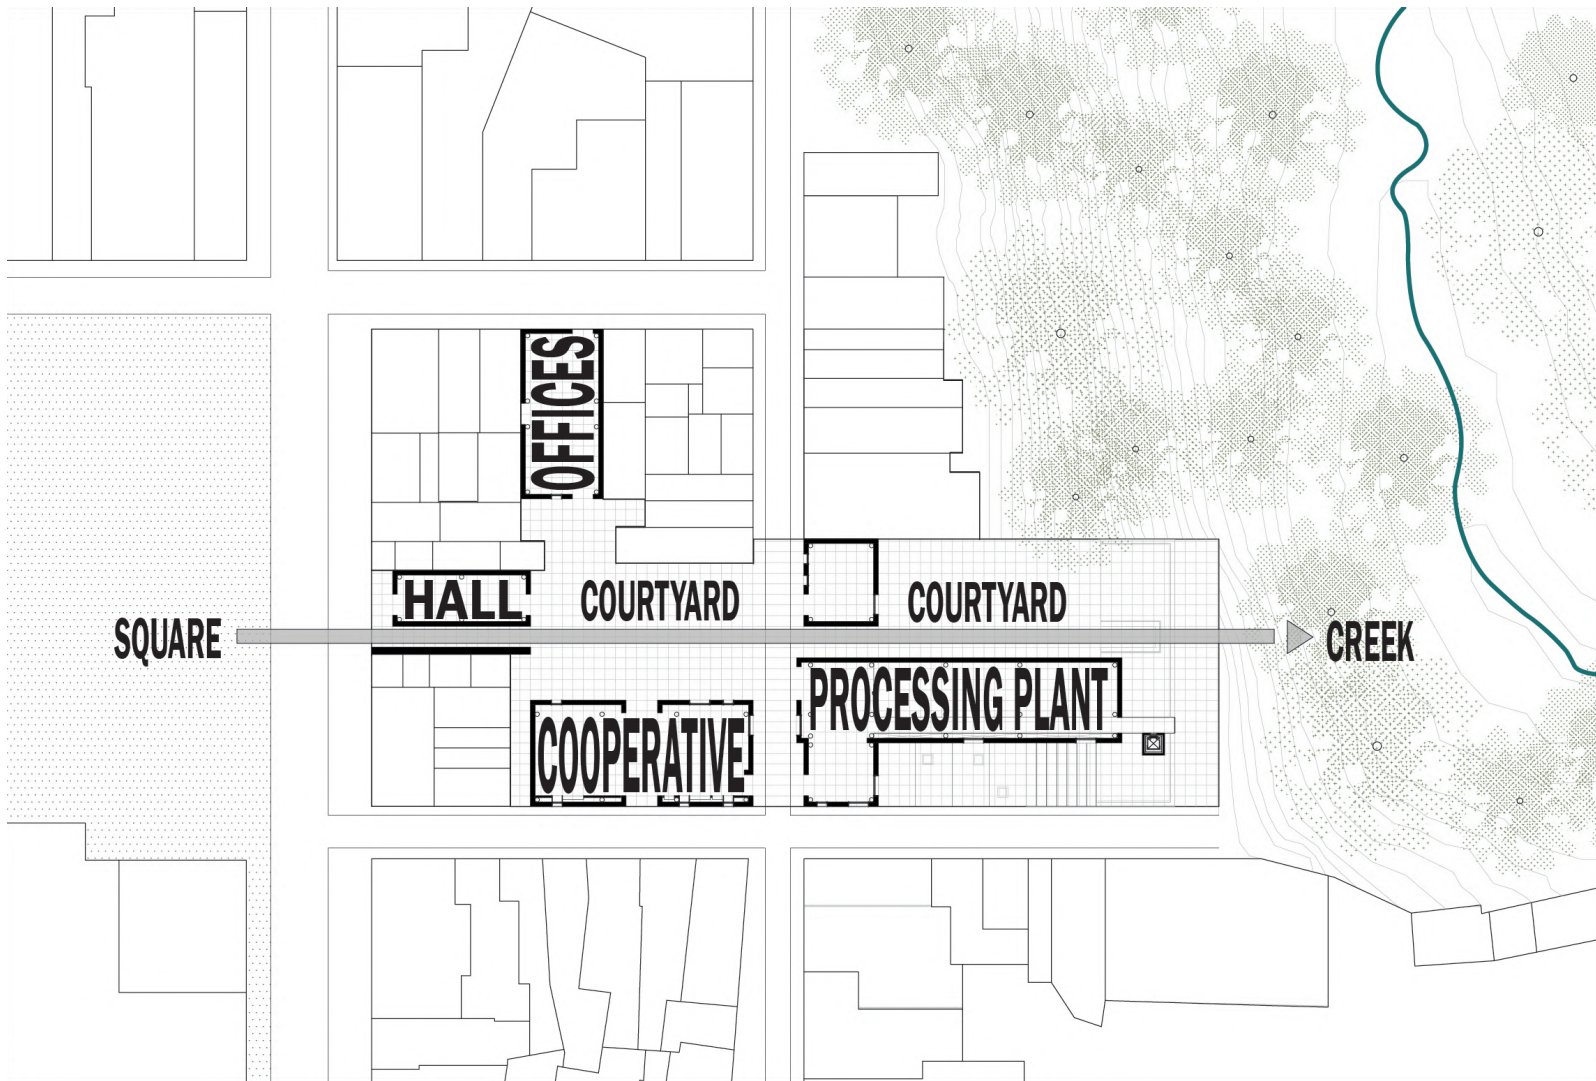 OFFICES
HALL
COURTYARD
COURTYARD
SQUARE
CREEK
PROCESSING PLANT
COOPERATIVE